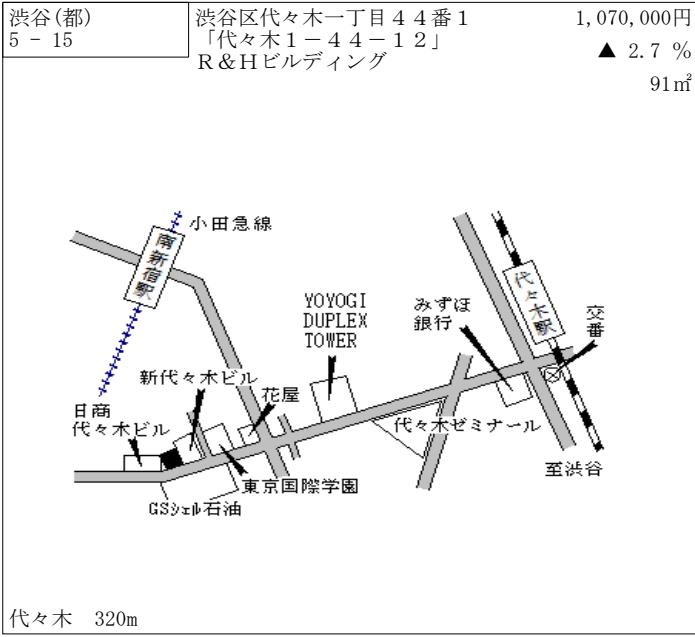 渋谷(都)
5 - 15
渋谷区代々木一丁目４４番１
「代々木１－４４－１２」
Ｒ＆Ｈビルディング
1,070,000円
▲ 2.7 %
91㎡
小田急線
南新宿駅
YOYOGI
DUPLEX
TOWER
みずほ
銀行
代々木駅
交番
新代々木ビル
花屋
日商
代々木ビル
代々木ゼミナール
至渋谷
東京国際学園
GSｼｪﾙ石油
代々木　320m